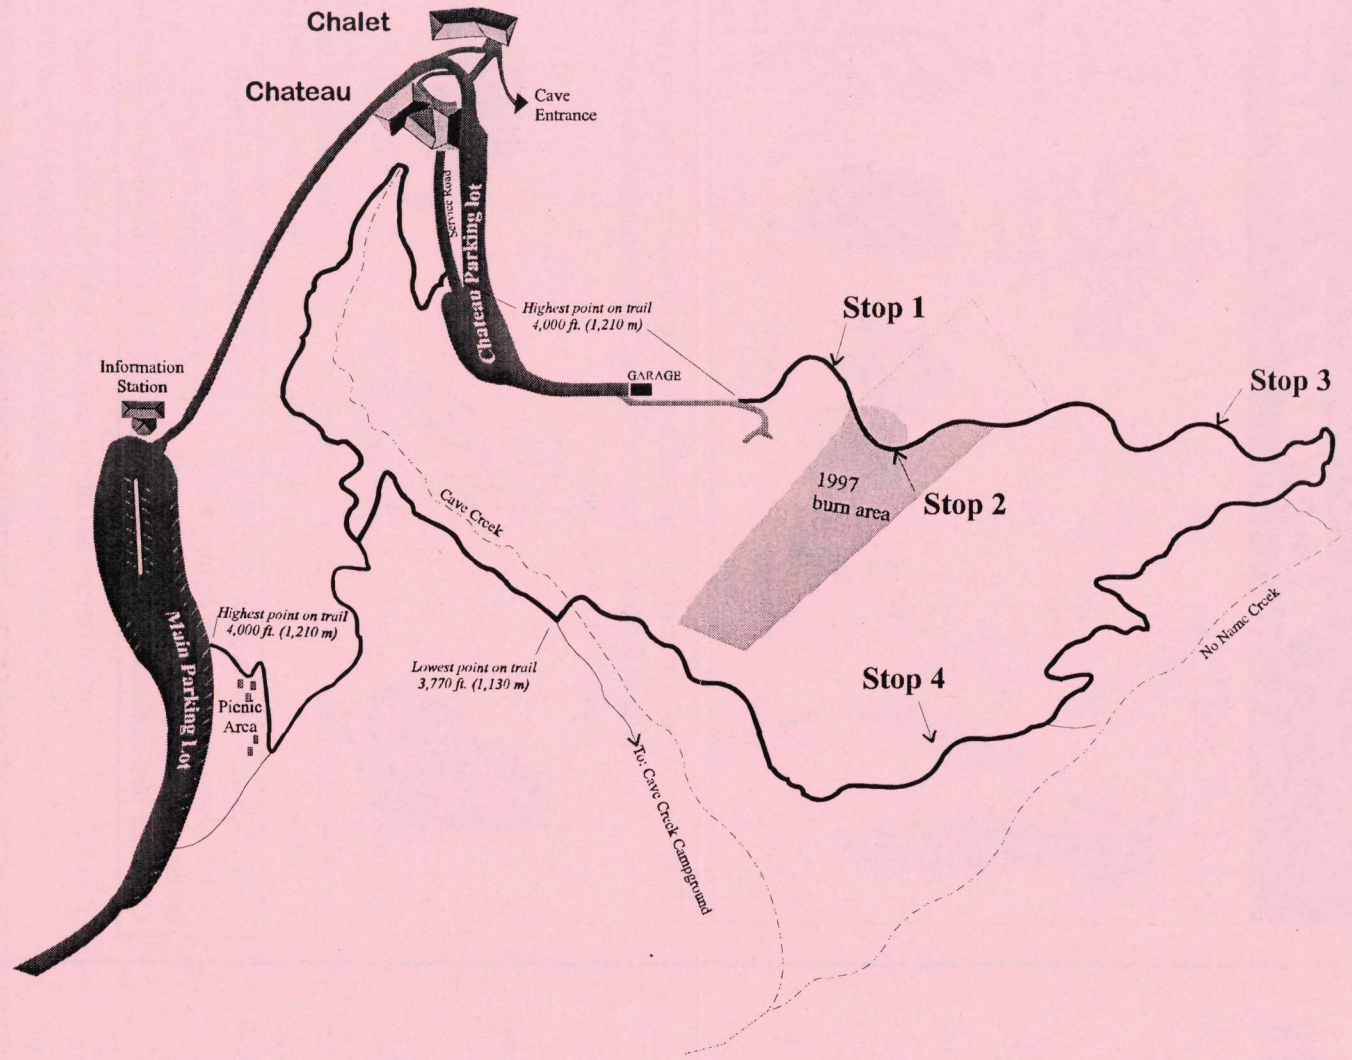 Chalet
Chateau
Cave
Entrance
Service Road
Chateau Parking lot
Highest point on trail
4,000 ft. (1,210 m)
Stop 1
GARAGE
Information
Station
Stop 3
1997
burn area
Stop 2
Cave Creek
Main Parking Lot
Highest point on trail
4,000 ft. (1,210 m)
No Name Creek
Lowest point on trail
3,770 ft. (1,130 m)
Stop 4
Picnic
Area
To: Cave Creek Campground